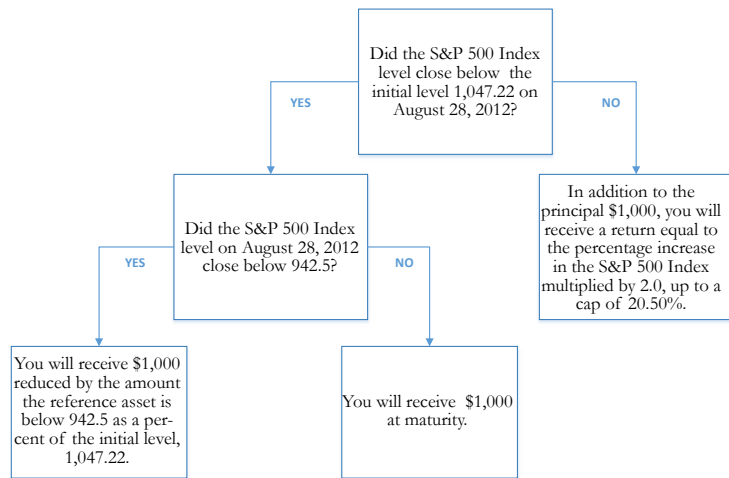 Did the S&P 500 Index
level close below the
initial level 1,047.22 on
August 28, 2012?
YES
NO
Did the S&P 500 Index
level on August 28, 2012
close below 942.5?
In addition to the
principal $1,000, you will
receive a return equal to
the percentage increase
in the S&P 500 Index
multiplied by 2.0, up to a
cap of 20.50%.
YES
NO
You will receive $1,000
reduced by the amount
the reference asset is
below 942.5 as a per-
cent of the initial level,
1,047.22.
You will receive $1,000
at maturity.